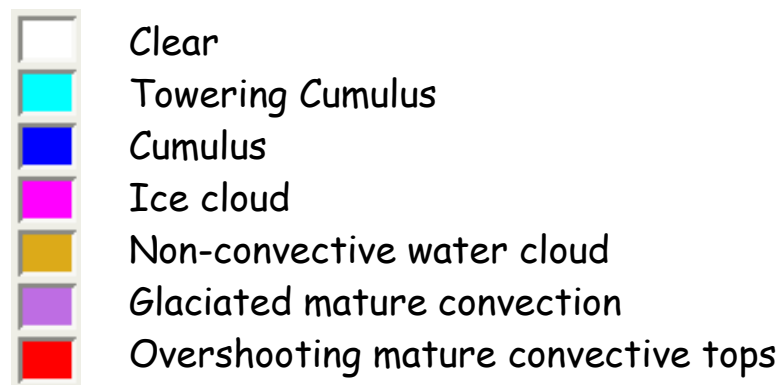 Clear
Towering Cumulus
Cumulus
Ice cloud
Non-convective water cloud
Glaciated mature convection
Overshooting mature convective tops